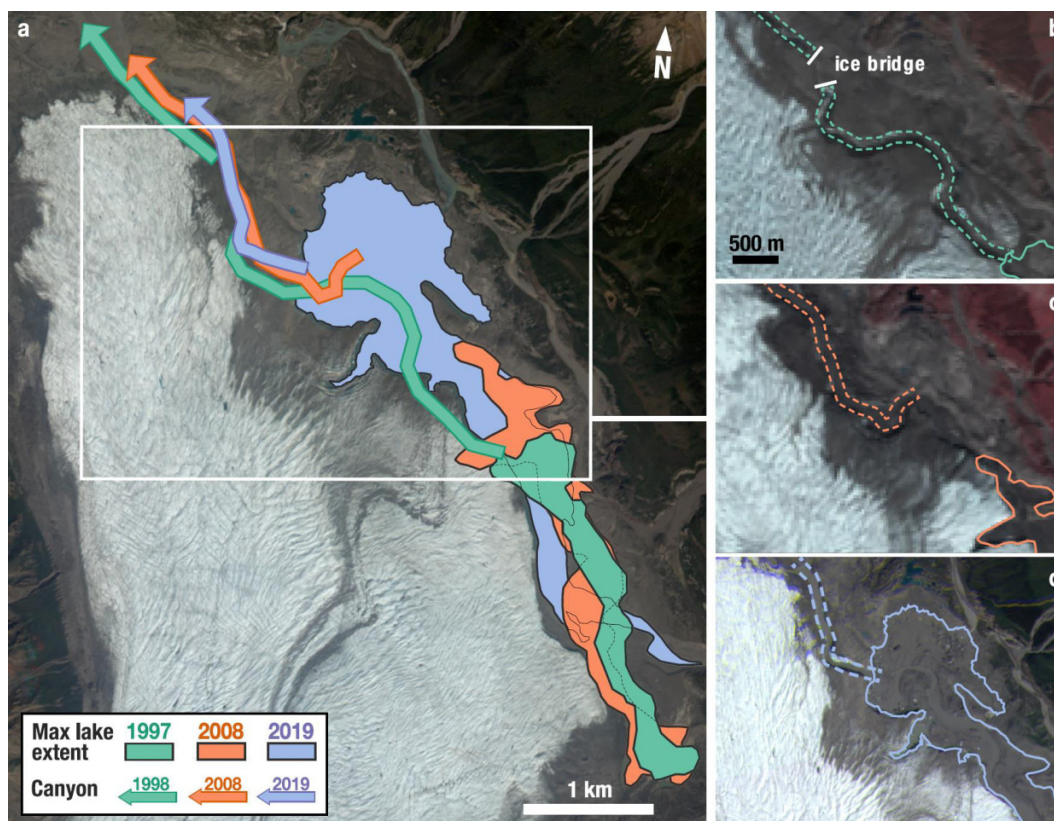 a
N
Max lake extent
1997
2008
2019
Canyon
1998
2008
2019
1 km
b
ice bridge
500 m
c